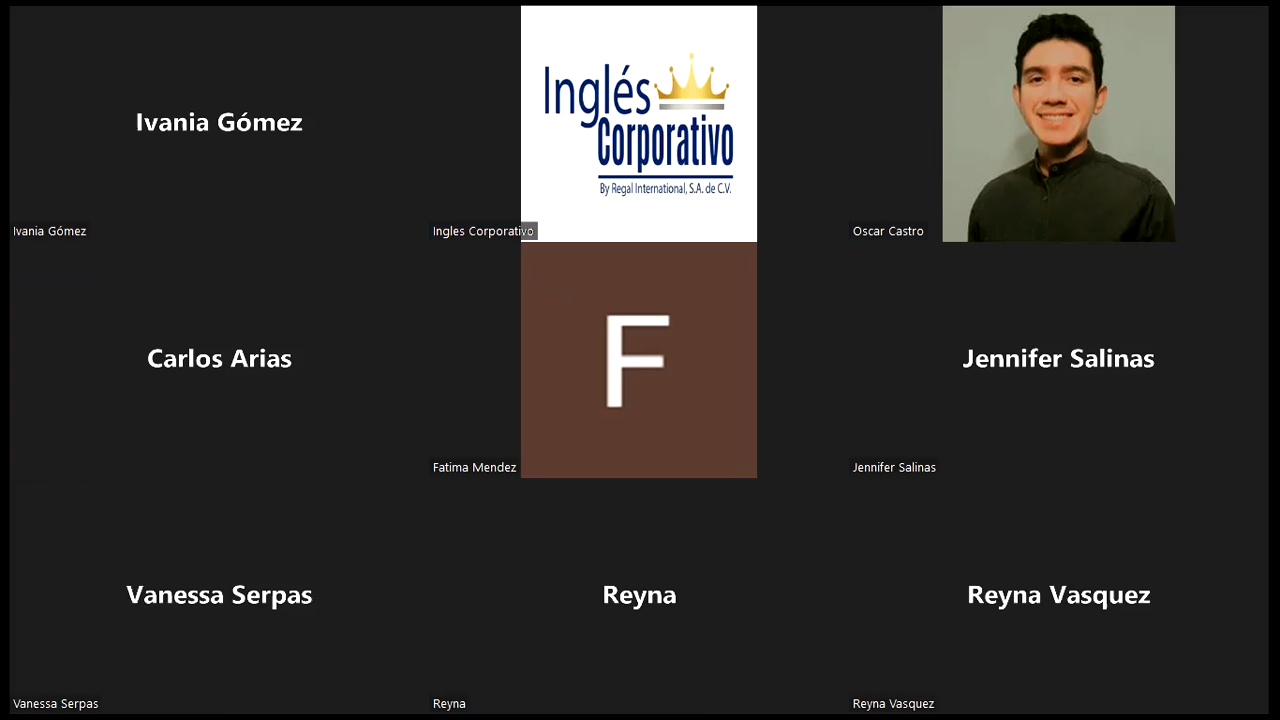 Ivania Gómez
Ivania Gómez
Inglés
Corporativo
By Regal International, S.A. de C.V.
Ingles Corporativo
Oscar Castro
Carlos Arias
F
Fatima Mendez
Jennifer Salinas
Jennifer Salinas
Vanessa Serpas
Vanessa Serpas
Reyna
Reyna
Reyna Vasquez
Reyna Vasquez